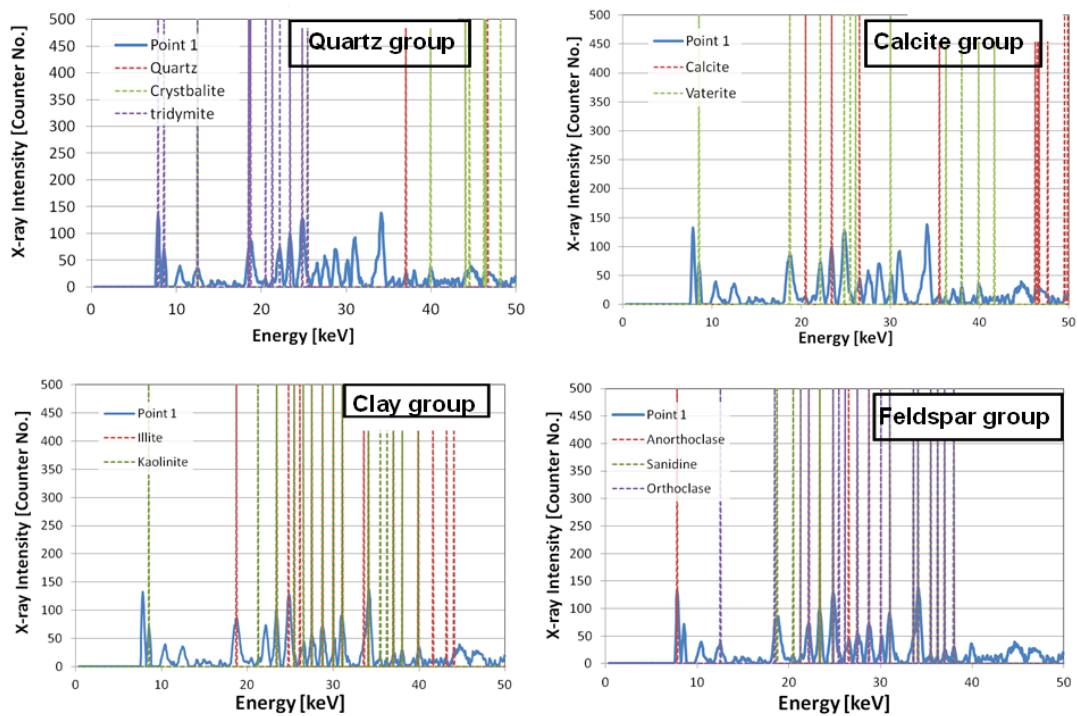 Quartz group
X-ray Intensity [Counter No.]
500
450
400
350
300
250
200
150
100
50
0
Point 1
Quartz
Crystbalite
tridymite
0 10 20 30 40 50
Energy [keV]
Calcite group
X-ray Intensity [Counter No.]
500
450
400
350
300
250
200
150
100
50
0
Point 1
Calcite
Vaterite
0 10 20 30 40 50
Energy [keV]
Clay group
X-ray Intensity [Counter No.]
500
450
400
350
300
250
200
150
100
50
0
Point 1
Illite
Kaolinite
0 10 20 30 40 50
Energy [keV]
Feldspar group
X-ray Intensity [Counter No.]
500
450
400
350
300
250
200
150
100
50
0
Point 1
Anorthoclase
Sanidine
Orthoclase
0 10 20 30 40 50
Energy [keV]